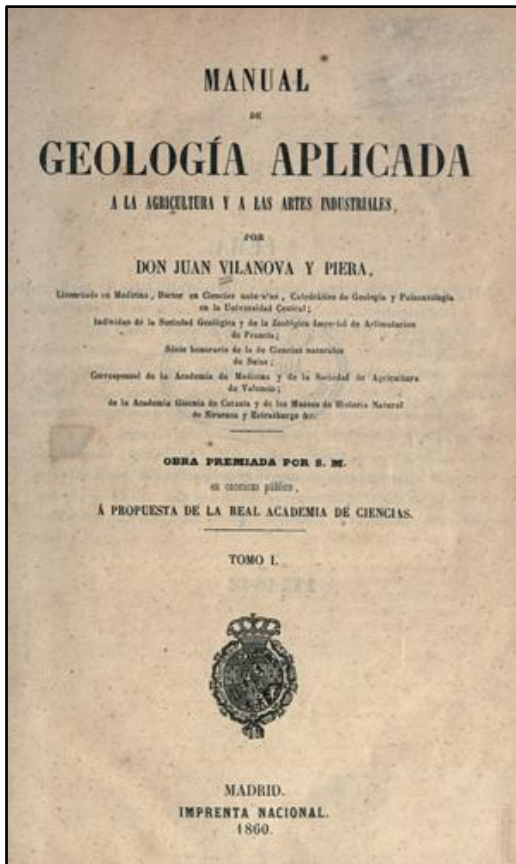 MANUAL
DE
GEOLOGÍA APLICADA
A LA AGRICULTURA Y A LAS ARTES INDUSTRIALES,
POR
DON JUAN VILANOVA Y PIERA,
Licenciado en Medicina, Doctor en Ciencias naturales, Catedrático de Geología y Paleontología
en la Universidad Central;
Individuo de la Sociedad Geológica y de la Zoológica Imperial de Aclimatacion
de Francia;
Sócio honorario de la de Ciencias naturales
de Suiza;
Corresponsal de la Academia de Medicina y de la Sociedad de Agricultura
de Valencia;
de la Academia Gioenia de Catania y de los Museos de Historia Natural
de Siracusa y Estrasburgo &c.
OBRA PREMIADA POR S. M.
en concurso público,
Á PROPUESTA DE LA REAL ACADEMIA DE CIENCIAS.
TOMO I.
MADRID.
IMPRENTA NACIONAL.
1860.